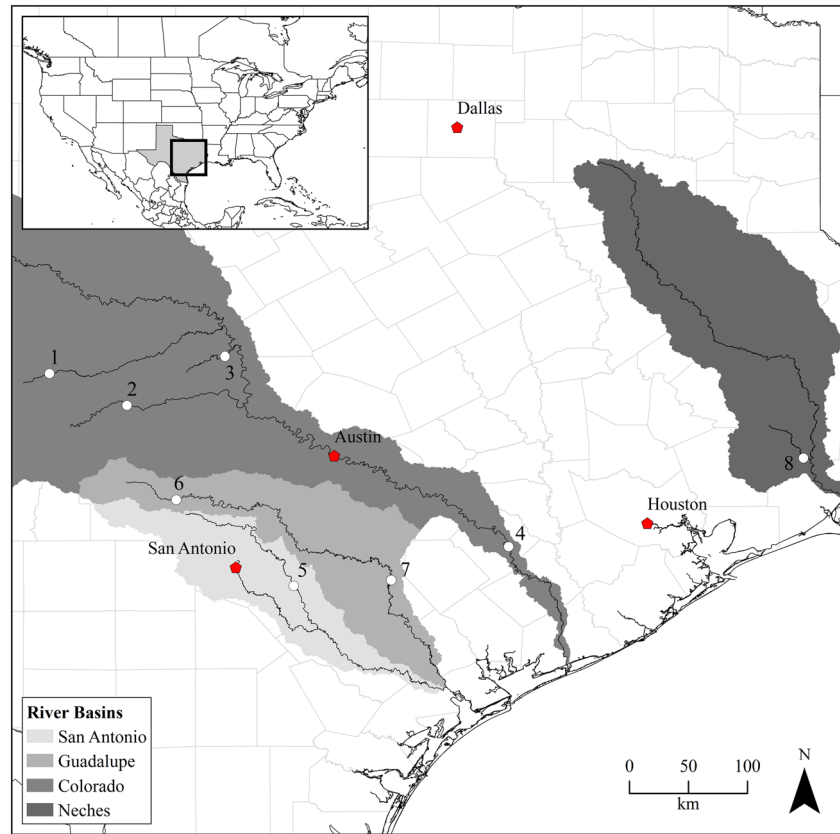 Dallas
1
3
2
Austin
6
8
Houston
4
San Antonio
5
7
River Basins
San Antonio
Guadalupe
Colorado
Neches
0 50 100
km
N